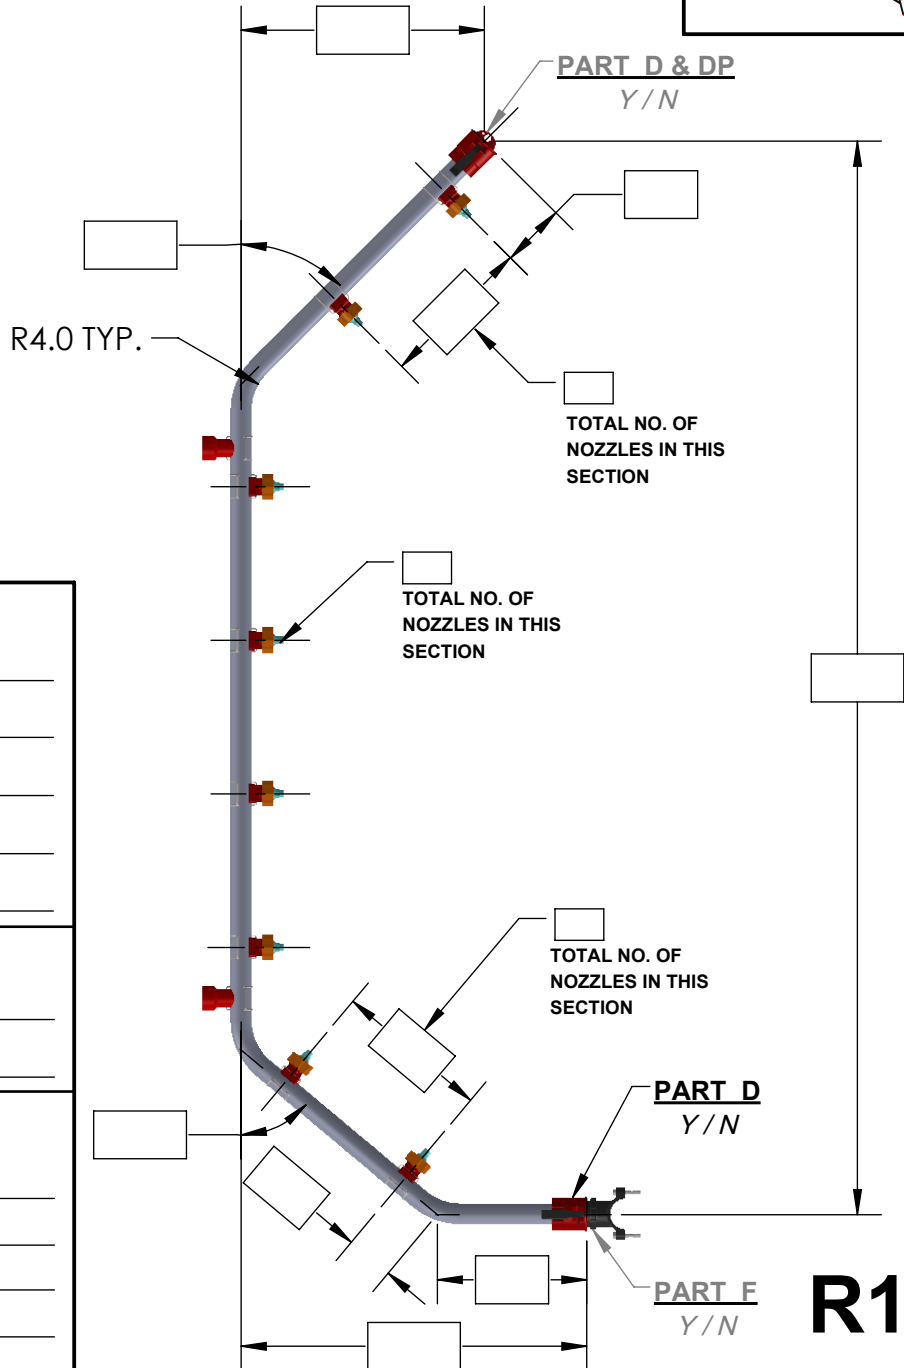 PART D & DP
Y / N
R4.0 TYP.
TOTAL NO. OF
NOZZLES IN THIS
SECTION
TOTAL NO. OF
NOZZLES IN THIS
SECTION
TOTAL NO. OF
NOZZLES IN THIS
SECTION
PART D
Y / N
PART F
Y / N
R1